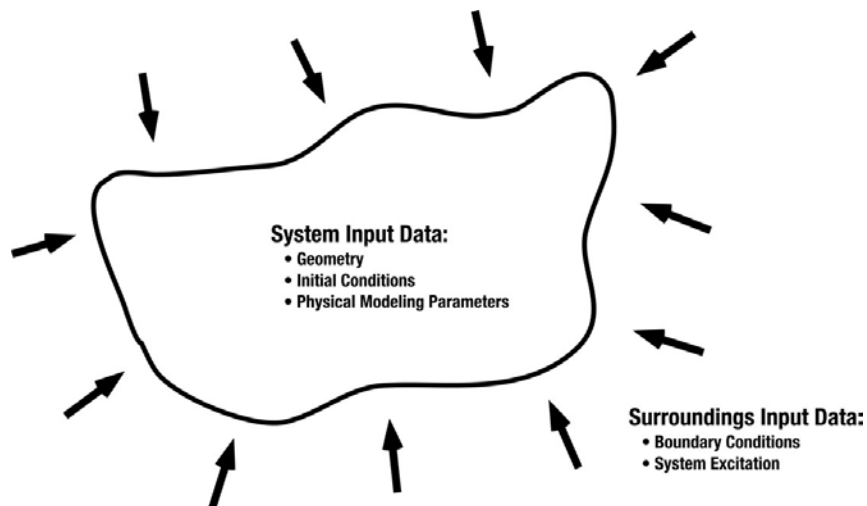 System Input Data:
• Geometry
• Initial Conditions
• Physical Modeling Parameters
Surroundings Input Data:
• Boundary Conditions
• System Excitation